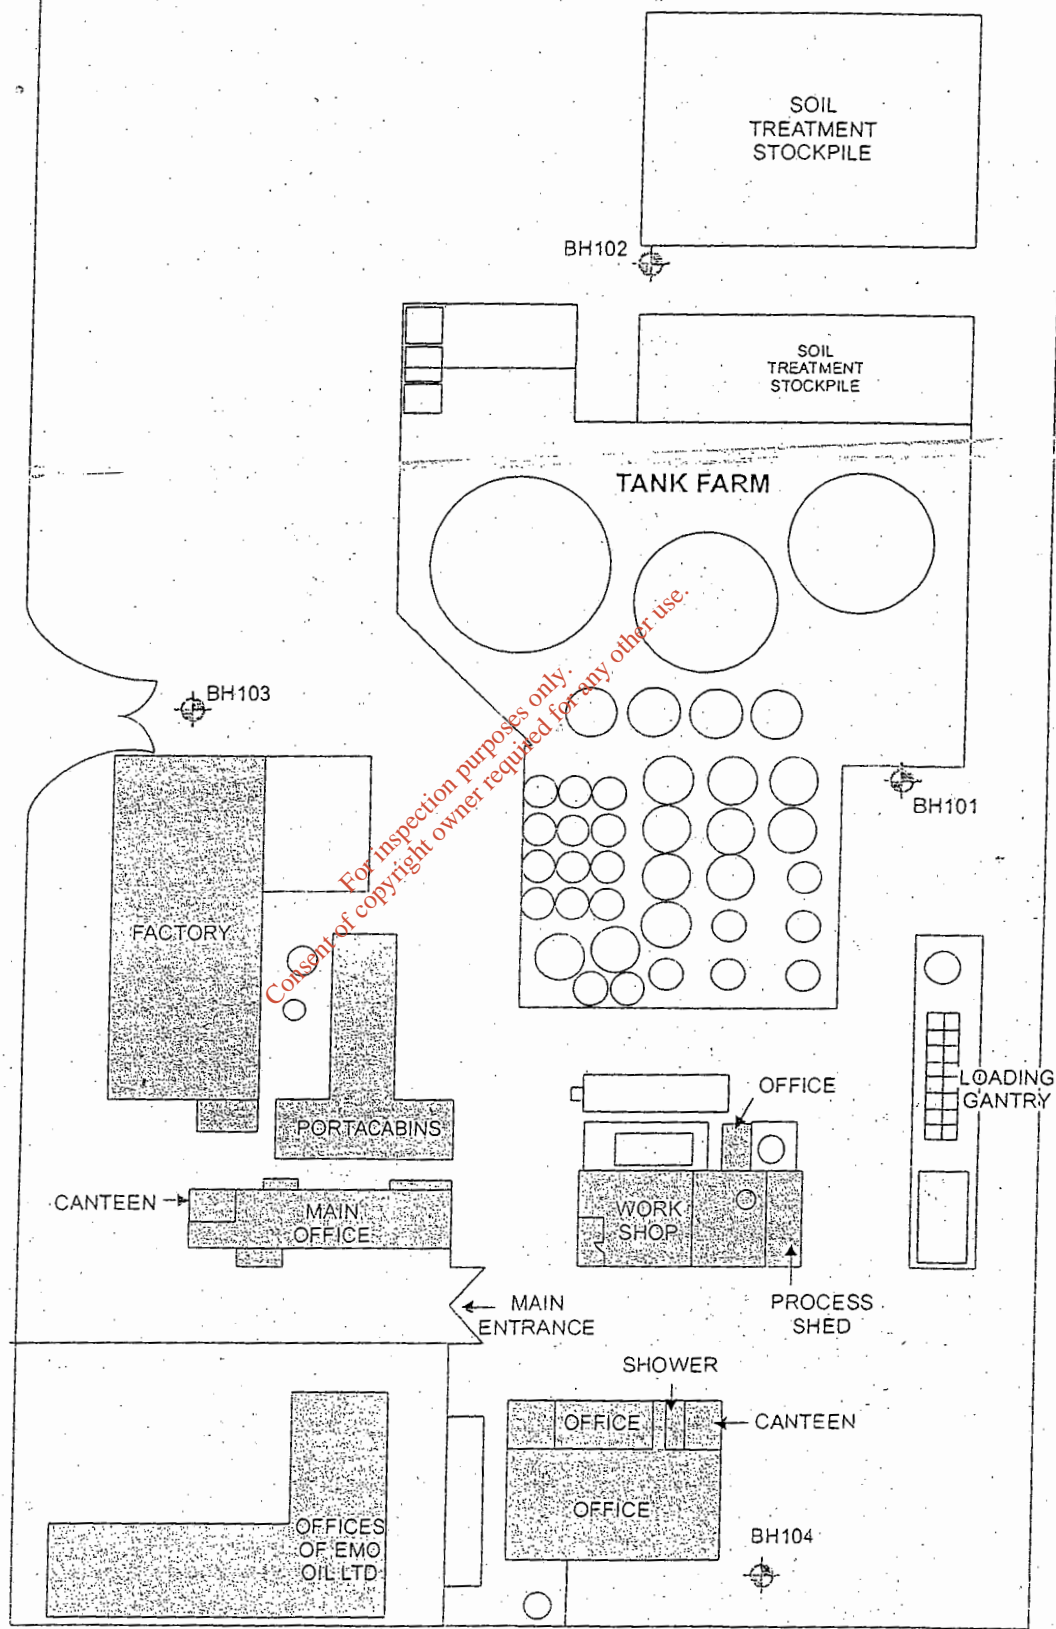 SOIL
TREATMENT
STOCKPILE
BH102
SOIL
TREATMENT
STOCKPILE
TANK FARM
For inspection purposes only.
Consent of copyright owner required for any other use.
BH103
BH101
FACTORY
OFFICE
LOADING
GANTRY
PORTACABINS
CANTEEN
MAIN
OFFICE
WORK
SHOP
MAIN
ENTRANCE
PROCESS
SHED
SHOWER
OFFICE
CANTEEN
OFFICE
OFFICES
OF EMO
OIL LTD
BH104